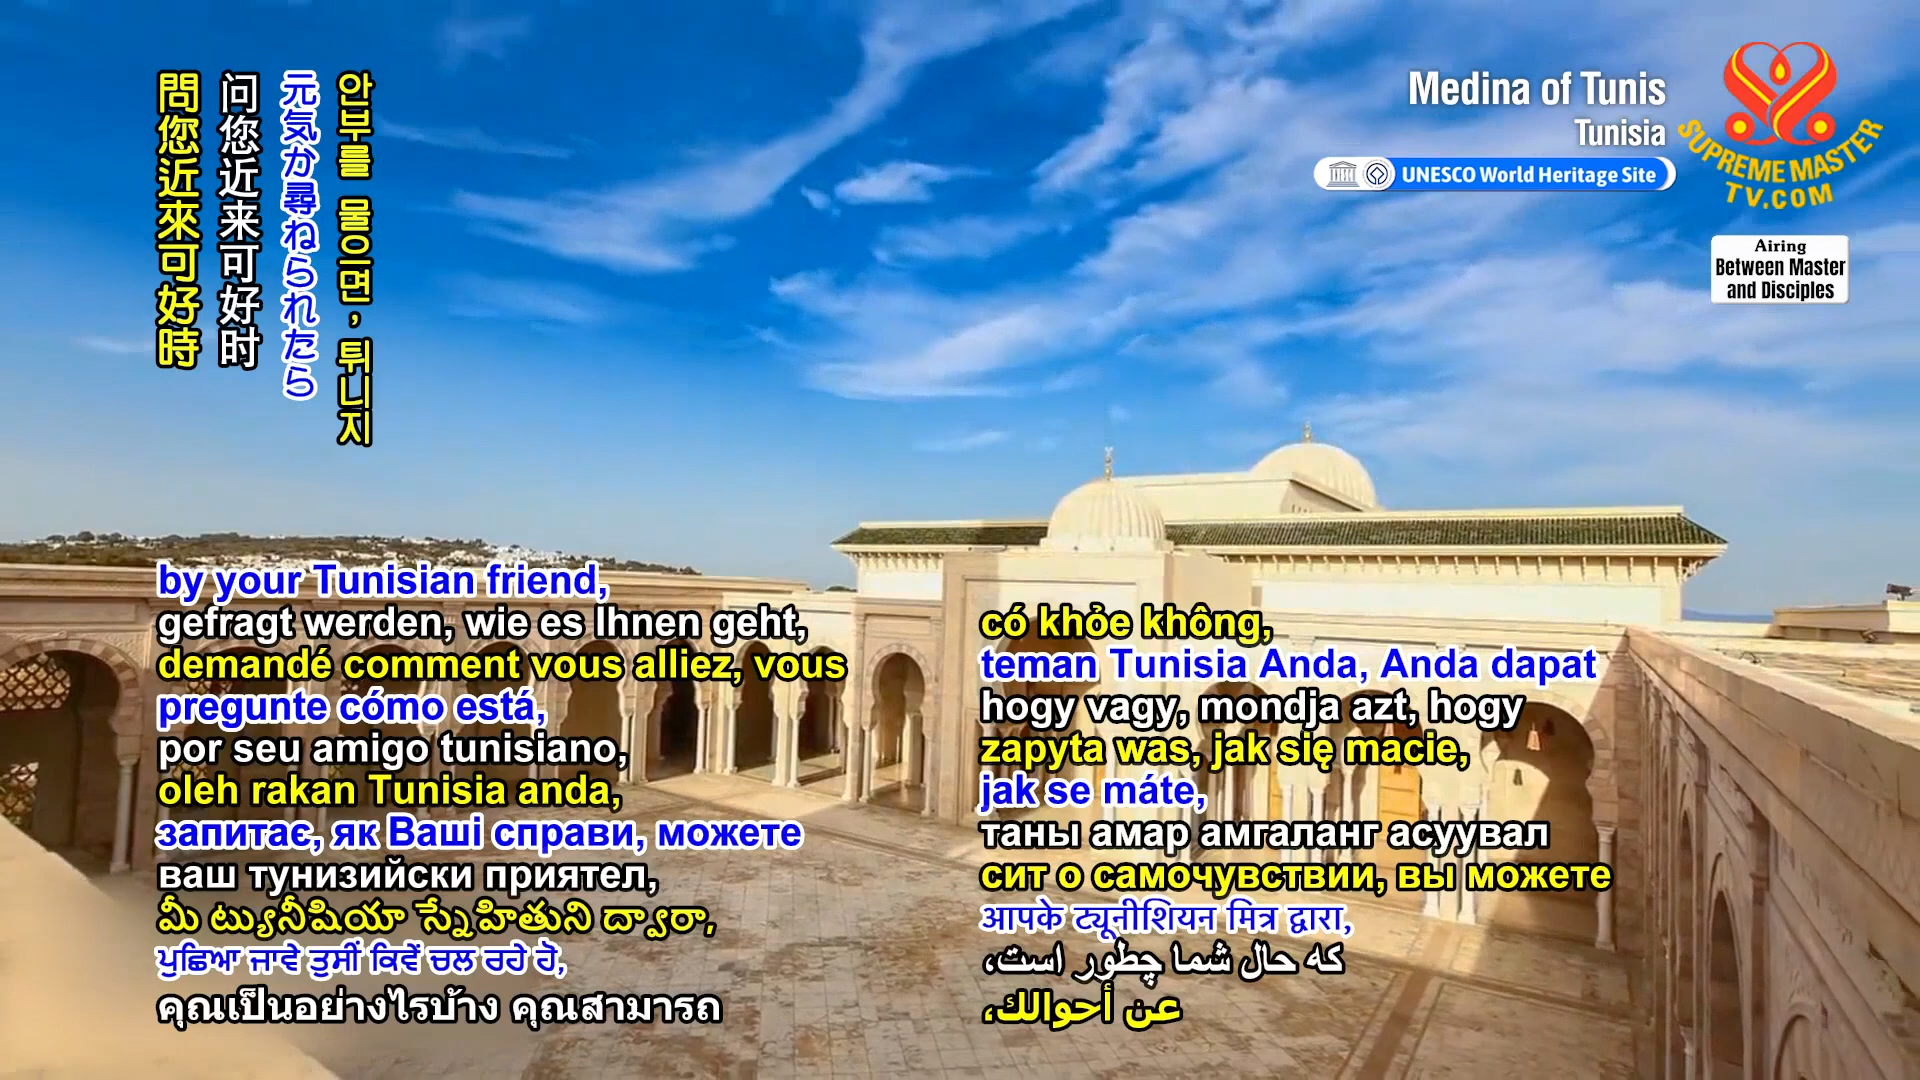 問您近來可好時
问您近来可好时
元気か尋ねられたら
안부를 물으면, 튀니지
Medina of Tunis
Tunisia
UNESCO World Heritage Site
SUPREME MASTER
TV.COM
Airing
Between Master
and Disciples
by your Tunisian friend,
gefragt werden, wie es Ihnen geht,
demandé comment vous alliez, vous
pregunte cómo está,
por seu amigo tunisiano,
oleh rakan Tunisia anda,
запитає, як Ваші справи, можете
ваш тунизийски приятел,
మీ ట్యునీషియా స్నేహితుని ద్వారా,
ਪੁਛਿਆ ਜਾਵੇ ਤੁਸੀਂ ਕਿਵੇਂ ਚਲ ਰਹੇ ਹੋ,
คุณเป็นอย่างไรบ้าง คุณสามารถ
có khỏe không,
teman Tunisia Anda, Anda dapat
hogy vagy, mondja azt, hogy
zapyta was, jak się macie,
jak se máte,
таны амар амгаланг асуувал
сит о самочувствии, вы можете
आपके ट्यूनीशियन मित्र द्वारा,
که حال شما چطور است،
عن أحوالك،